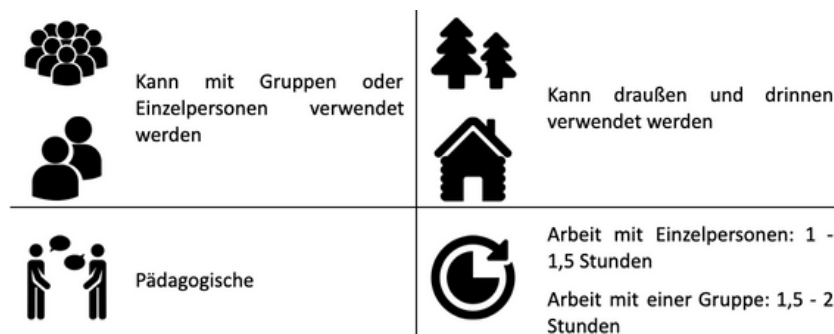 Kann mit Gruppen oder
Einzelpersonen verwendet
werden
Kann draußen und drinnen
verwendet werden
Pädagogische
Arbeit mit Einzelpersonen: 1 -
1,5 Stunden
Arbeit mit einer Gruppe: 1,5 - 2
Stunden